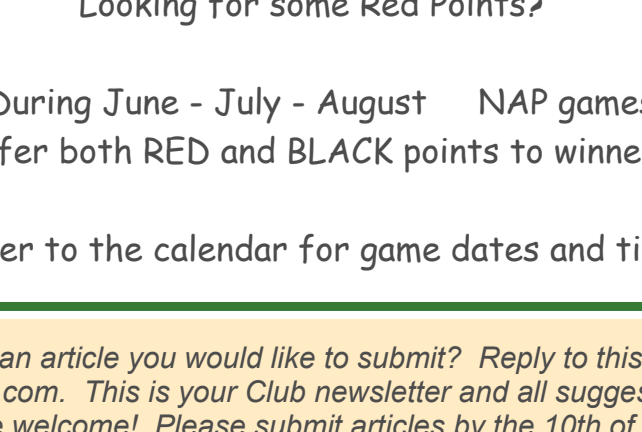 Looking for some Red Points?
During June - July - August NAP games
fer both RED and BLACK points to winne
er to the calendar for game dates and ti
an article you would like to submit? Reply to this
com. This is your Club newsletter and all sugges
e welcome! Please submit articles by the 10th of